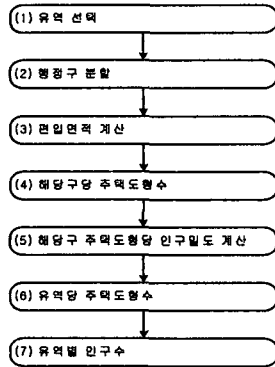 (1) 유역 선택
(2) 행정구 분할
(3) 편입면적 계산
(4) 해당구당 주택도형수
(5) 해당구 주택도형당 인구밀도 계산
(6) 유역당 주택도형수
(7) 유역별 인구수